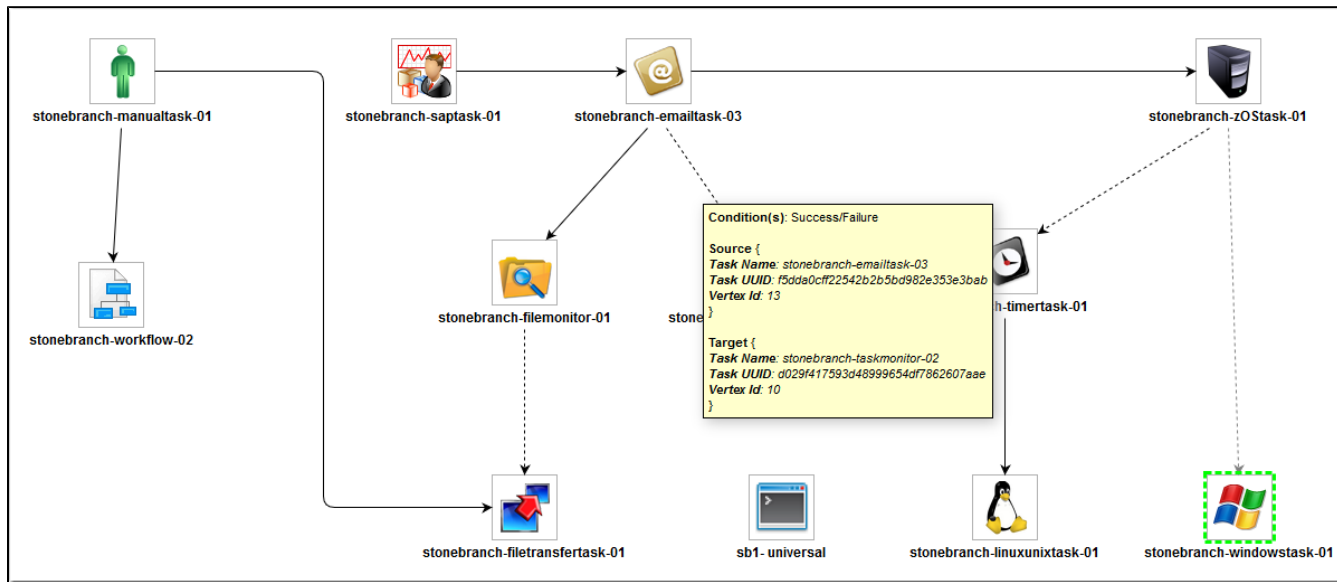 stonebranch-manualtask-01
stonebranch-saptask-01
stonebranch-emailtask-03
stonebranch-zOStask-01
Condition(s): Success/Failure
Source {
Task Name: stonebranch-emailtask-03
Task UUID: f5dda0cff22542b2b5bd982e353e3bab
Vertex Id: 13
}
Target {
Task Name: stonebranch-taskmonitor-02
Task UUID: d029f417593d48999654df7862607aae
Vertex Id: 10
}
stonebranch-workflow-02
stonebranch-filemonitor-01
stone
h-timertask-01
stonebranch-filetransfertask-01
sb1- universal
stonebranch-linuxunixtask-01
stonebranch-windowstask-01